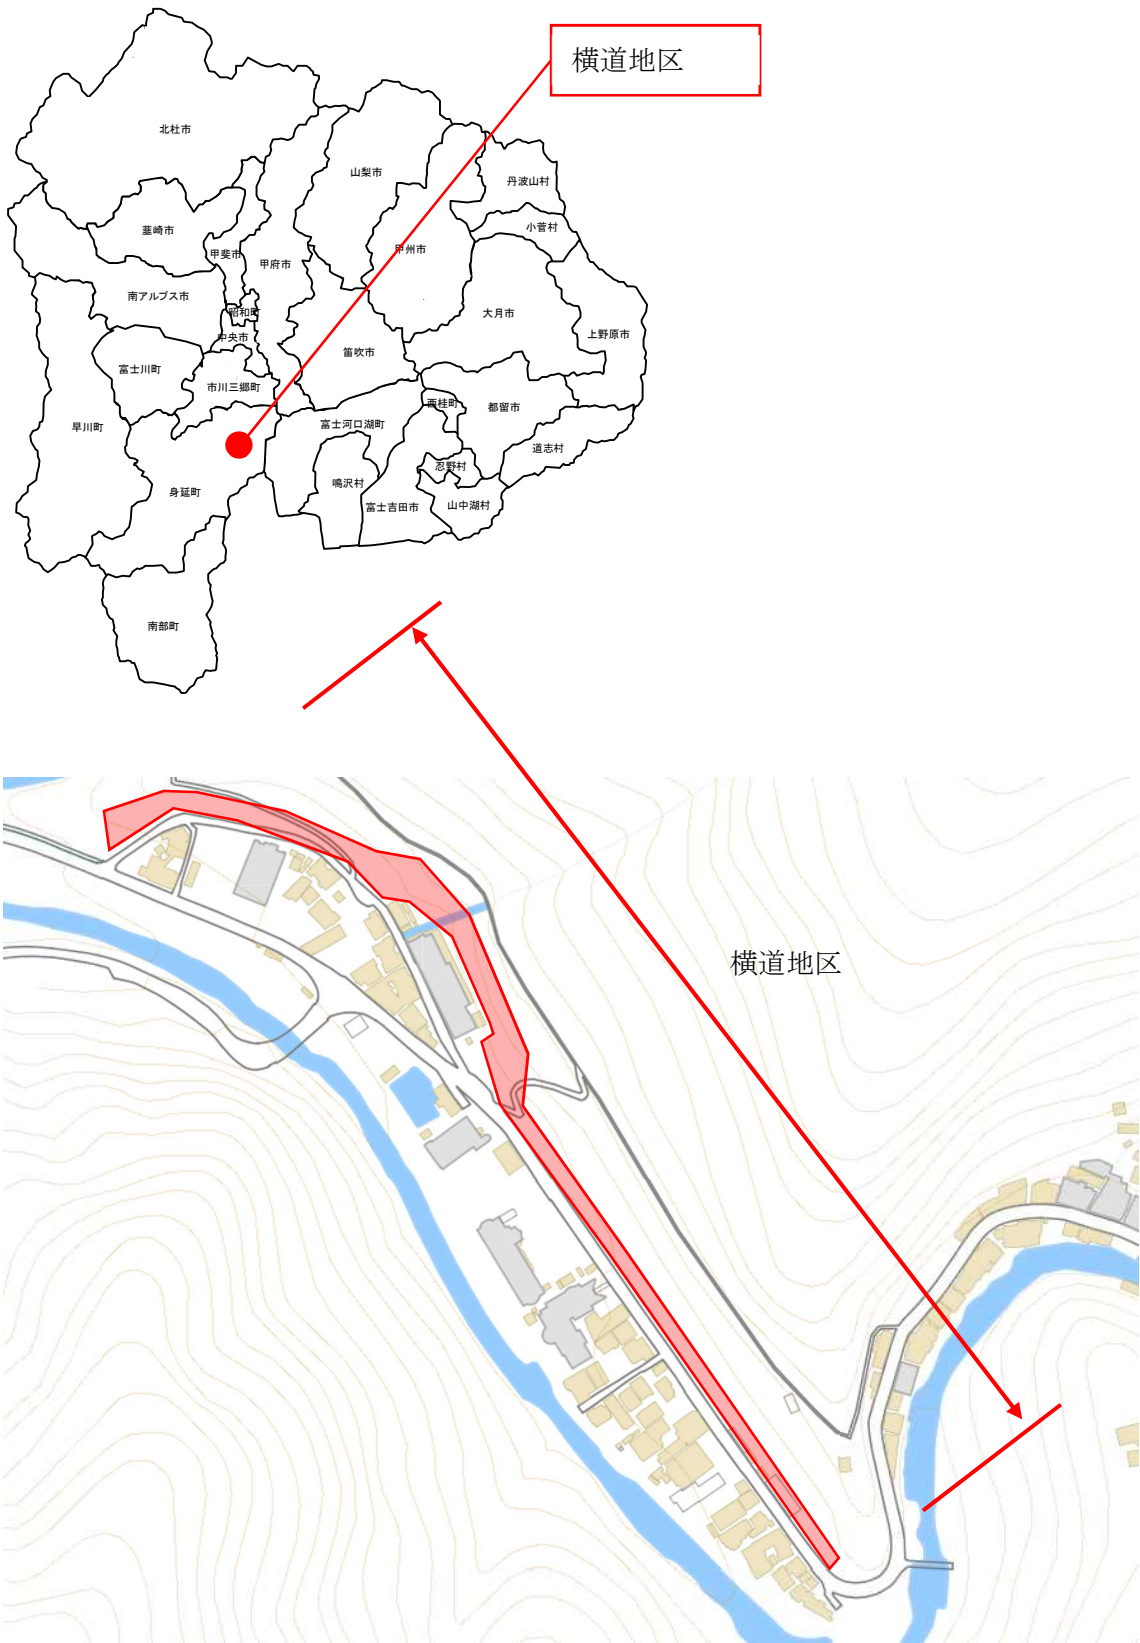 横道地区
北杜市
山梨市
丹波山村
小菅村
韮崎市
甲斐市
甲府市
甲州市
南アルプス市
昭和町
大月市
中央市
上野原市
笛吹市
富士川町
市川三郷町
西桂町
都留市
早川町
富士河口湖町
道志村
忍野村
鳴沢村
身延町
富士吉田市
山中湖村
南部町
横道地区